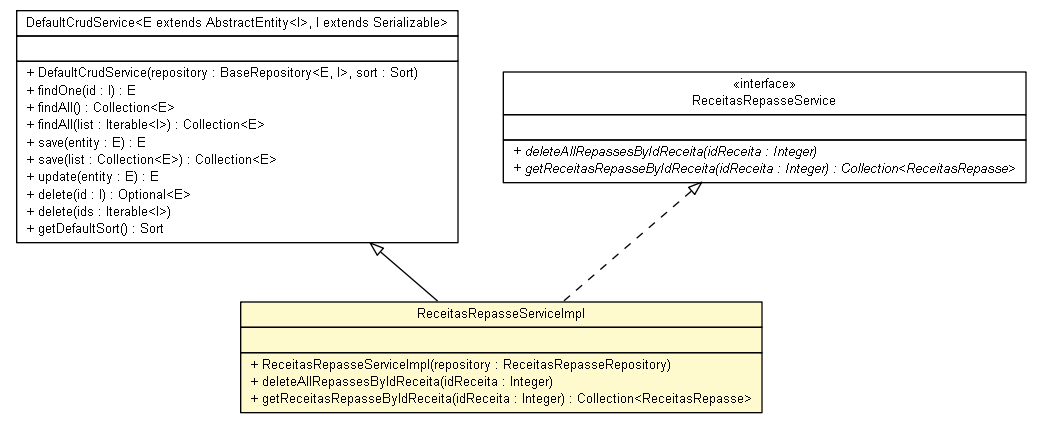 DefaultCrudService<E extends AbstractEntity<I>, I extends Serializable>
+ DefaultCrudService(repository : BaseRepository<E, I>, sort : Sort)
+ findOne(id : I) : E
+ findAll() : Collection<E>
+ findAll(list : Iterable<I>) : Collection<E>
+ save(entity : E) : E
+ save(list : Collection<E>) : Collection<E>
+ update(entity : E) : E
+ delete(id : I) : Optional<E>
+ delete(ids : Iterable<I>)
+ getDefaultSort() : Sort
«interface»
ReceitasRepasseService
+ deleteAllRepassesByIdReceita(idReceita : Integer)
+ getReceitasRepasseByIdReceita(idReceita : Integer) : Collection<ReceitasRepasse>
ReceitasRepasseServiceImpl
+ ReceitasRepasseServiceImpl(repository : ReceitasRepasseRepository)
+ deleteAllRepassesByIdReceita(idReceita : Integer)
+ getReceitasRepasseByIdReceita(idReceita : Integer) : Collection<ReceitasRepasse>